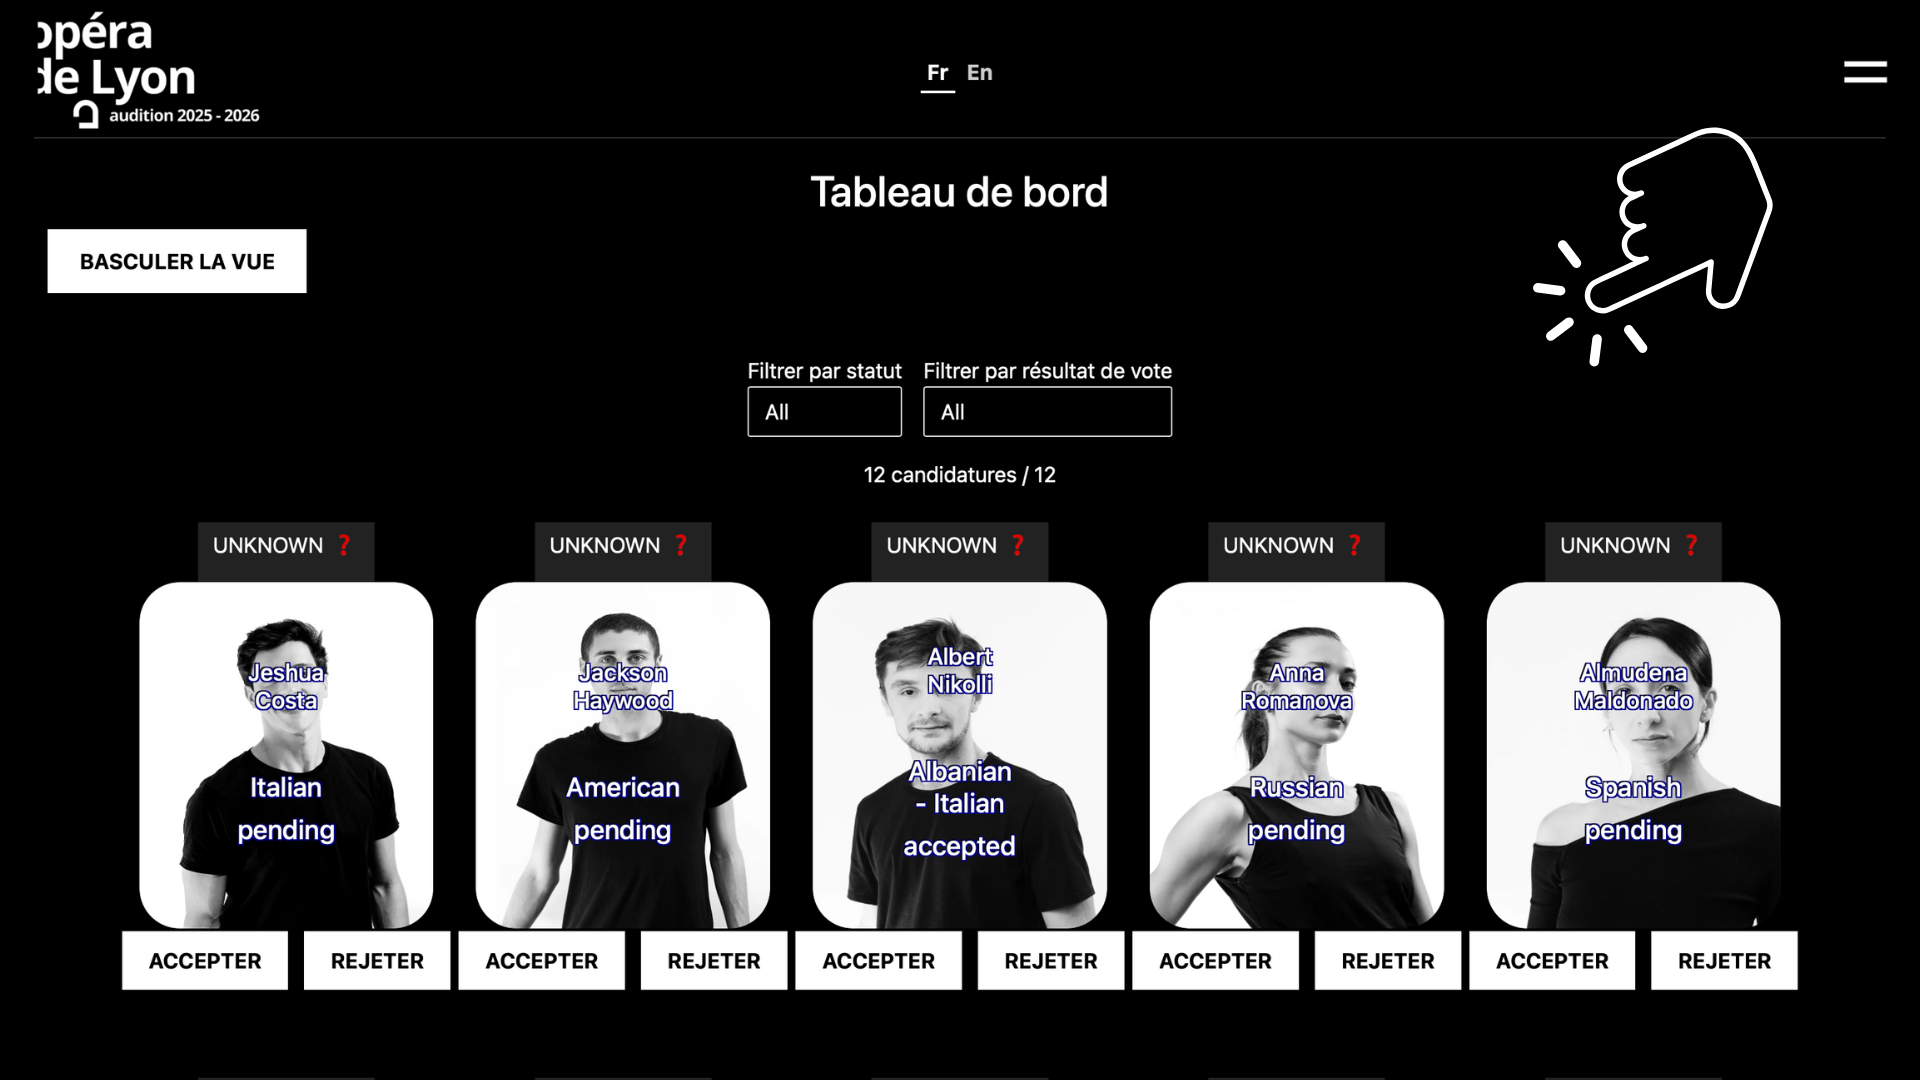 opéra
de Lyon
audition 2025 - 2026
Fr En
Tableau de bord
BASCULER LA VUE
Filtrer par statut Filtrer par résultat de vote
All All
12 candidatures / 12
UNKNOWN ? UNKNOWN ? UNKNOWN ? UNKNOWN ? UNKNOWN ?
Jeshua
Costa
Italian
pending
Jackson
Haywood
American
pending
Albert
Nikolli
Albanian
- Italian
accepted
Anna
Romanova
Russian
pending
Almudena
Maldonado
Spanish
pending
ACCEPTER REJETER ACCEPTER REJETER ACCEPTER REJETER ACCEPTER REJETER ACCEPTER REJETER